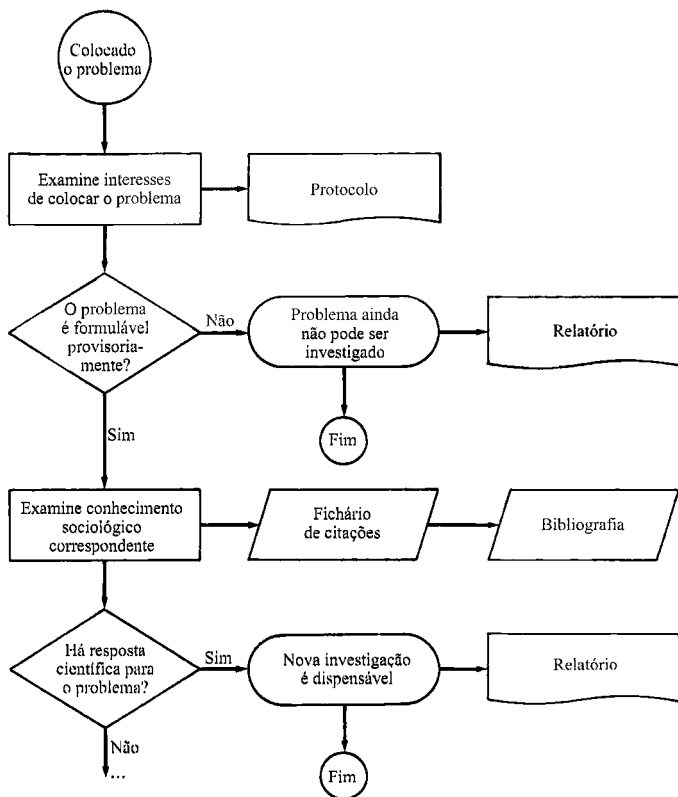 Colocado
o problema
Examine interesses
de colocar o problema
Protocolo
O problema
é formulável
provisoria-
mente?
Não
Problema ainda
não pode ser
investigado
Relatório
Fim
Sim
Examine conhecimento
sociológico
correspondente
Fichário
de citações
Bibliografia
Há resposta
científica para
o problema?
Sim
Nova investigação
é dispensável
Relatório
Não
...
Fim